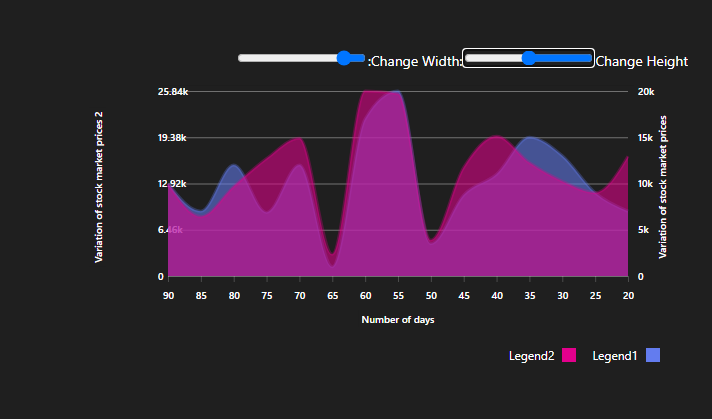 :Change Width:
Change Height
25.84k
20k
19.38k
15k
12.92k
10k
6.46k
5k
0
0
Variation of stock market prices 2
Variation of stock market prices
90 85 80 75 70 65 60 55 50 45 40 35 30 25 20
Number of days
Legend2
Legend1